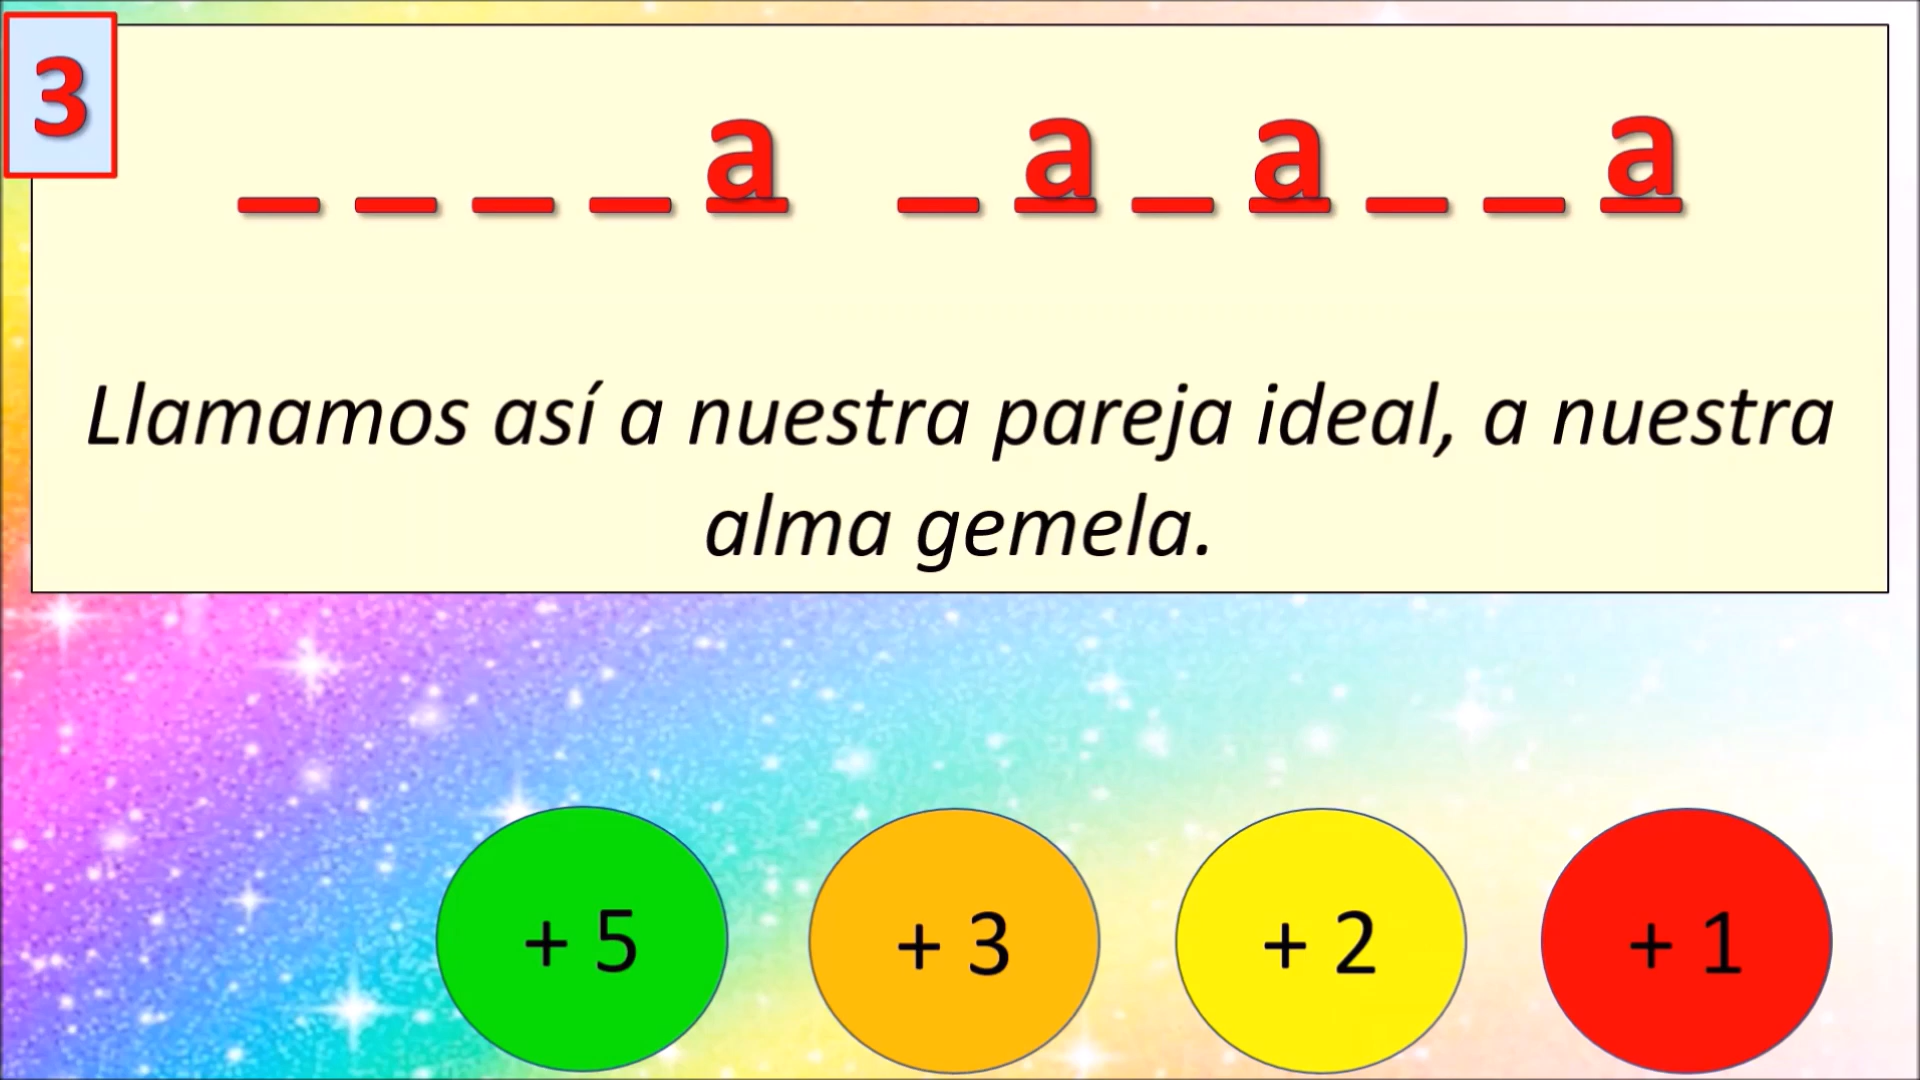 3
_ _ _ _ a _ a _ a _ _ a
Llamamos así a nuestra pareja ideal, a nuestra
alma gemela.
+ 5 + 3 + 2 + 1